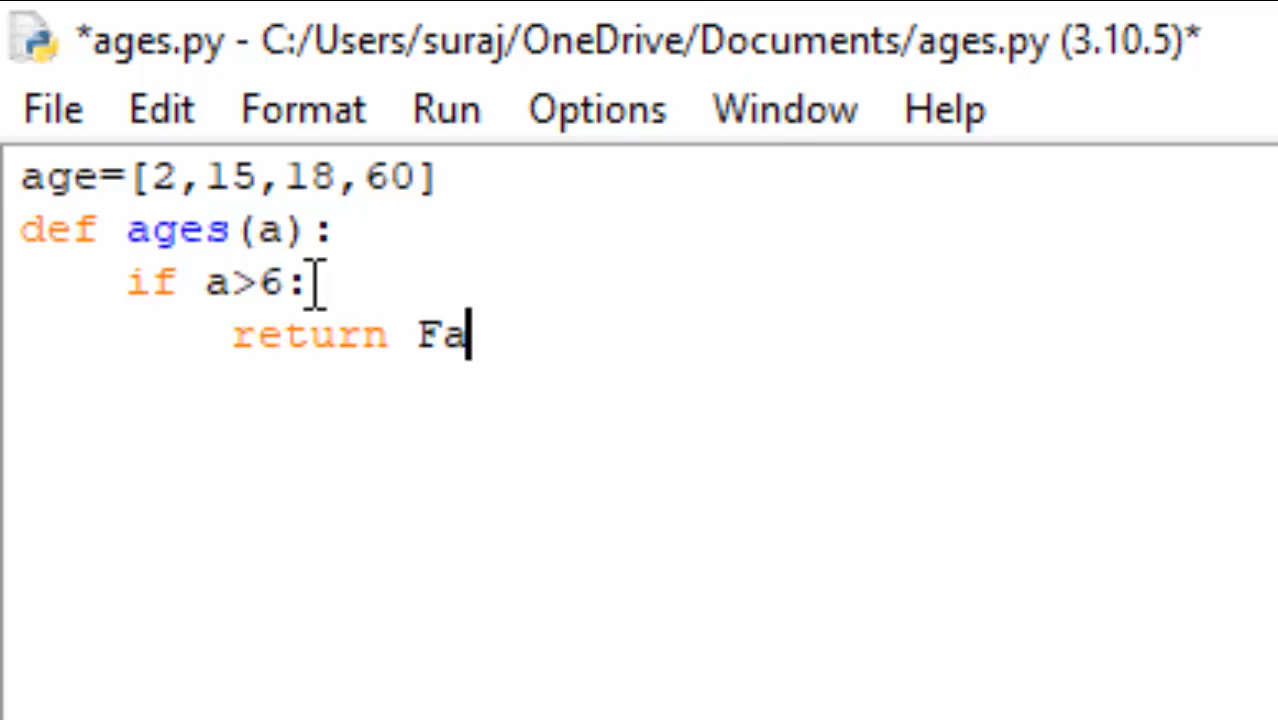 *ages.py - C:/Users/suraj/OneDrive/Documents/ages.py (3.10.5)*
File Edit Format Run Options Window Help
age=[2,15,18,60]
def ages(a):
    if a>6:
        return Fa